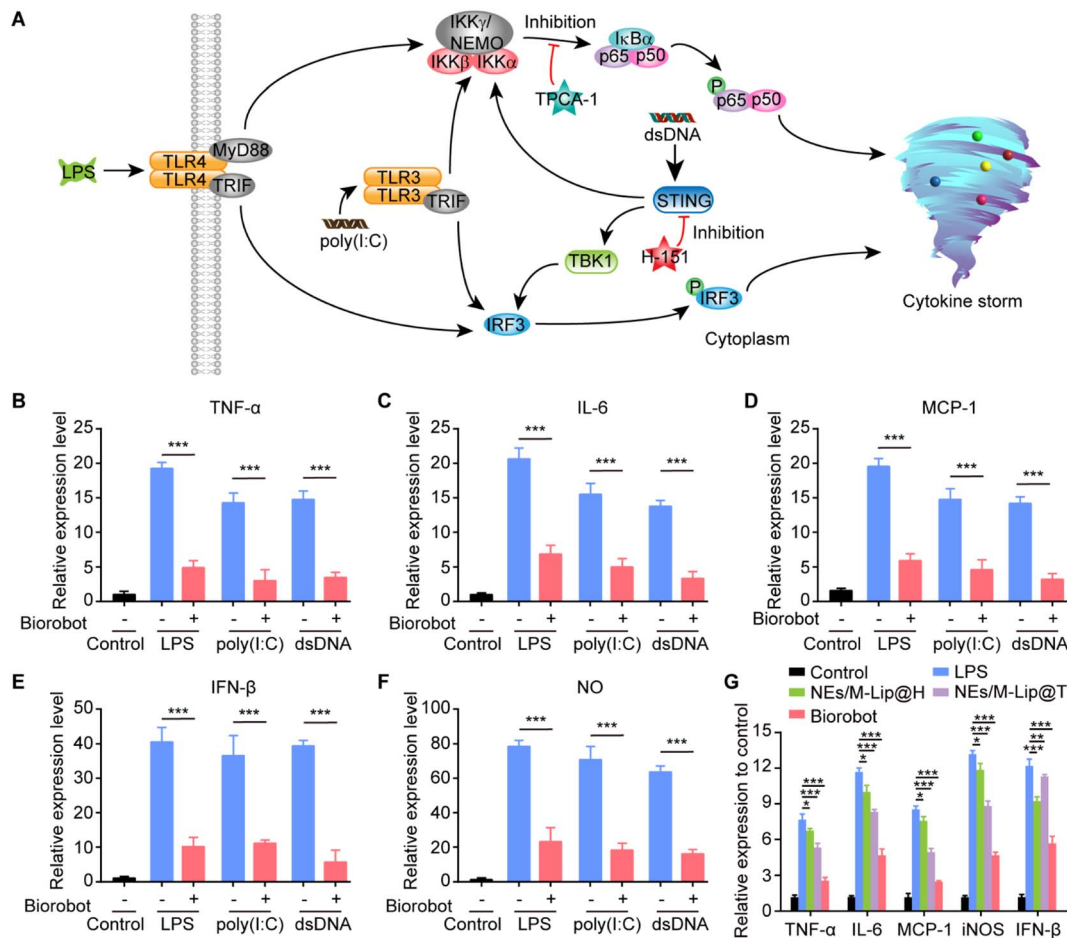 A
IKKγ/
NEMO
IKKβ IKKα
Inhibition
IκBα
p65 p50
TPCA-1
P
p65 p50
dsDNA
LPS
MyD88
TLR4
TLR4
TRIF
TLR3
TLR3
TRIF
poly(I:C)
STING
Inhibition
H-151
TBK1
IRF3
P
IRF3
Cytoplasm
Cytokine storm
B
TNF-α
Relative expression level
25
20
15
10
5
0
***
***
***
Biorobot - - + - + - +
Control LPS poly(I:C) dsDNA
C
IL-6
Relative expression level
25
20
15
10
5
0
***
***
***
Biorobot - - + - + - +
Control LPS poly(I:C) dsDNA
D
MCP-1
Relative expression level
25
20
15
10
5
0
***
***
***
Biorobot - - + - + - +
Control LPS poly(I:C) dsDNA
E
IFN-β
Relative expression level
60
40
20
0
***
***
***
Biorobot - - + - + - +
Control LPS poly(I:C) dsDNA
F
NO
Relative expression level
100
80
60
40
20
0
***
***
***
Biorobot - - + - + - +
Control LPS poly(I:C) dsDNA
G
Control LPS
NEs/M-Lip@H NEs/M-Lip@T
Biorobot
Relative expression to control
15
12
9
6
3
0
***
***
*
***
***
*
***
***
*
***
***
*
***
**
***
TNF-α IL-6 MCP-1 iNOS IFN-β